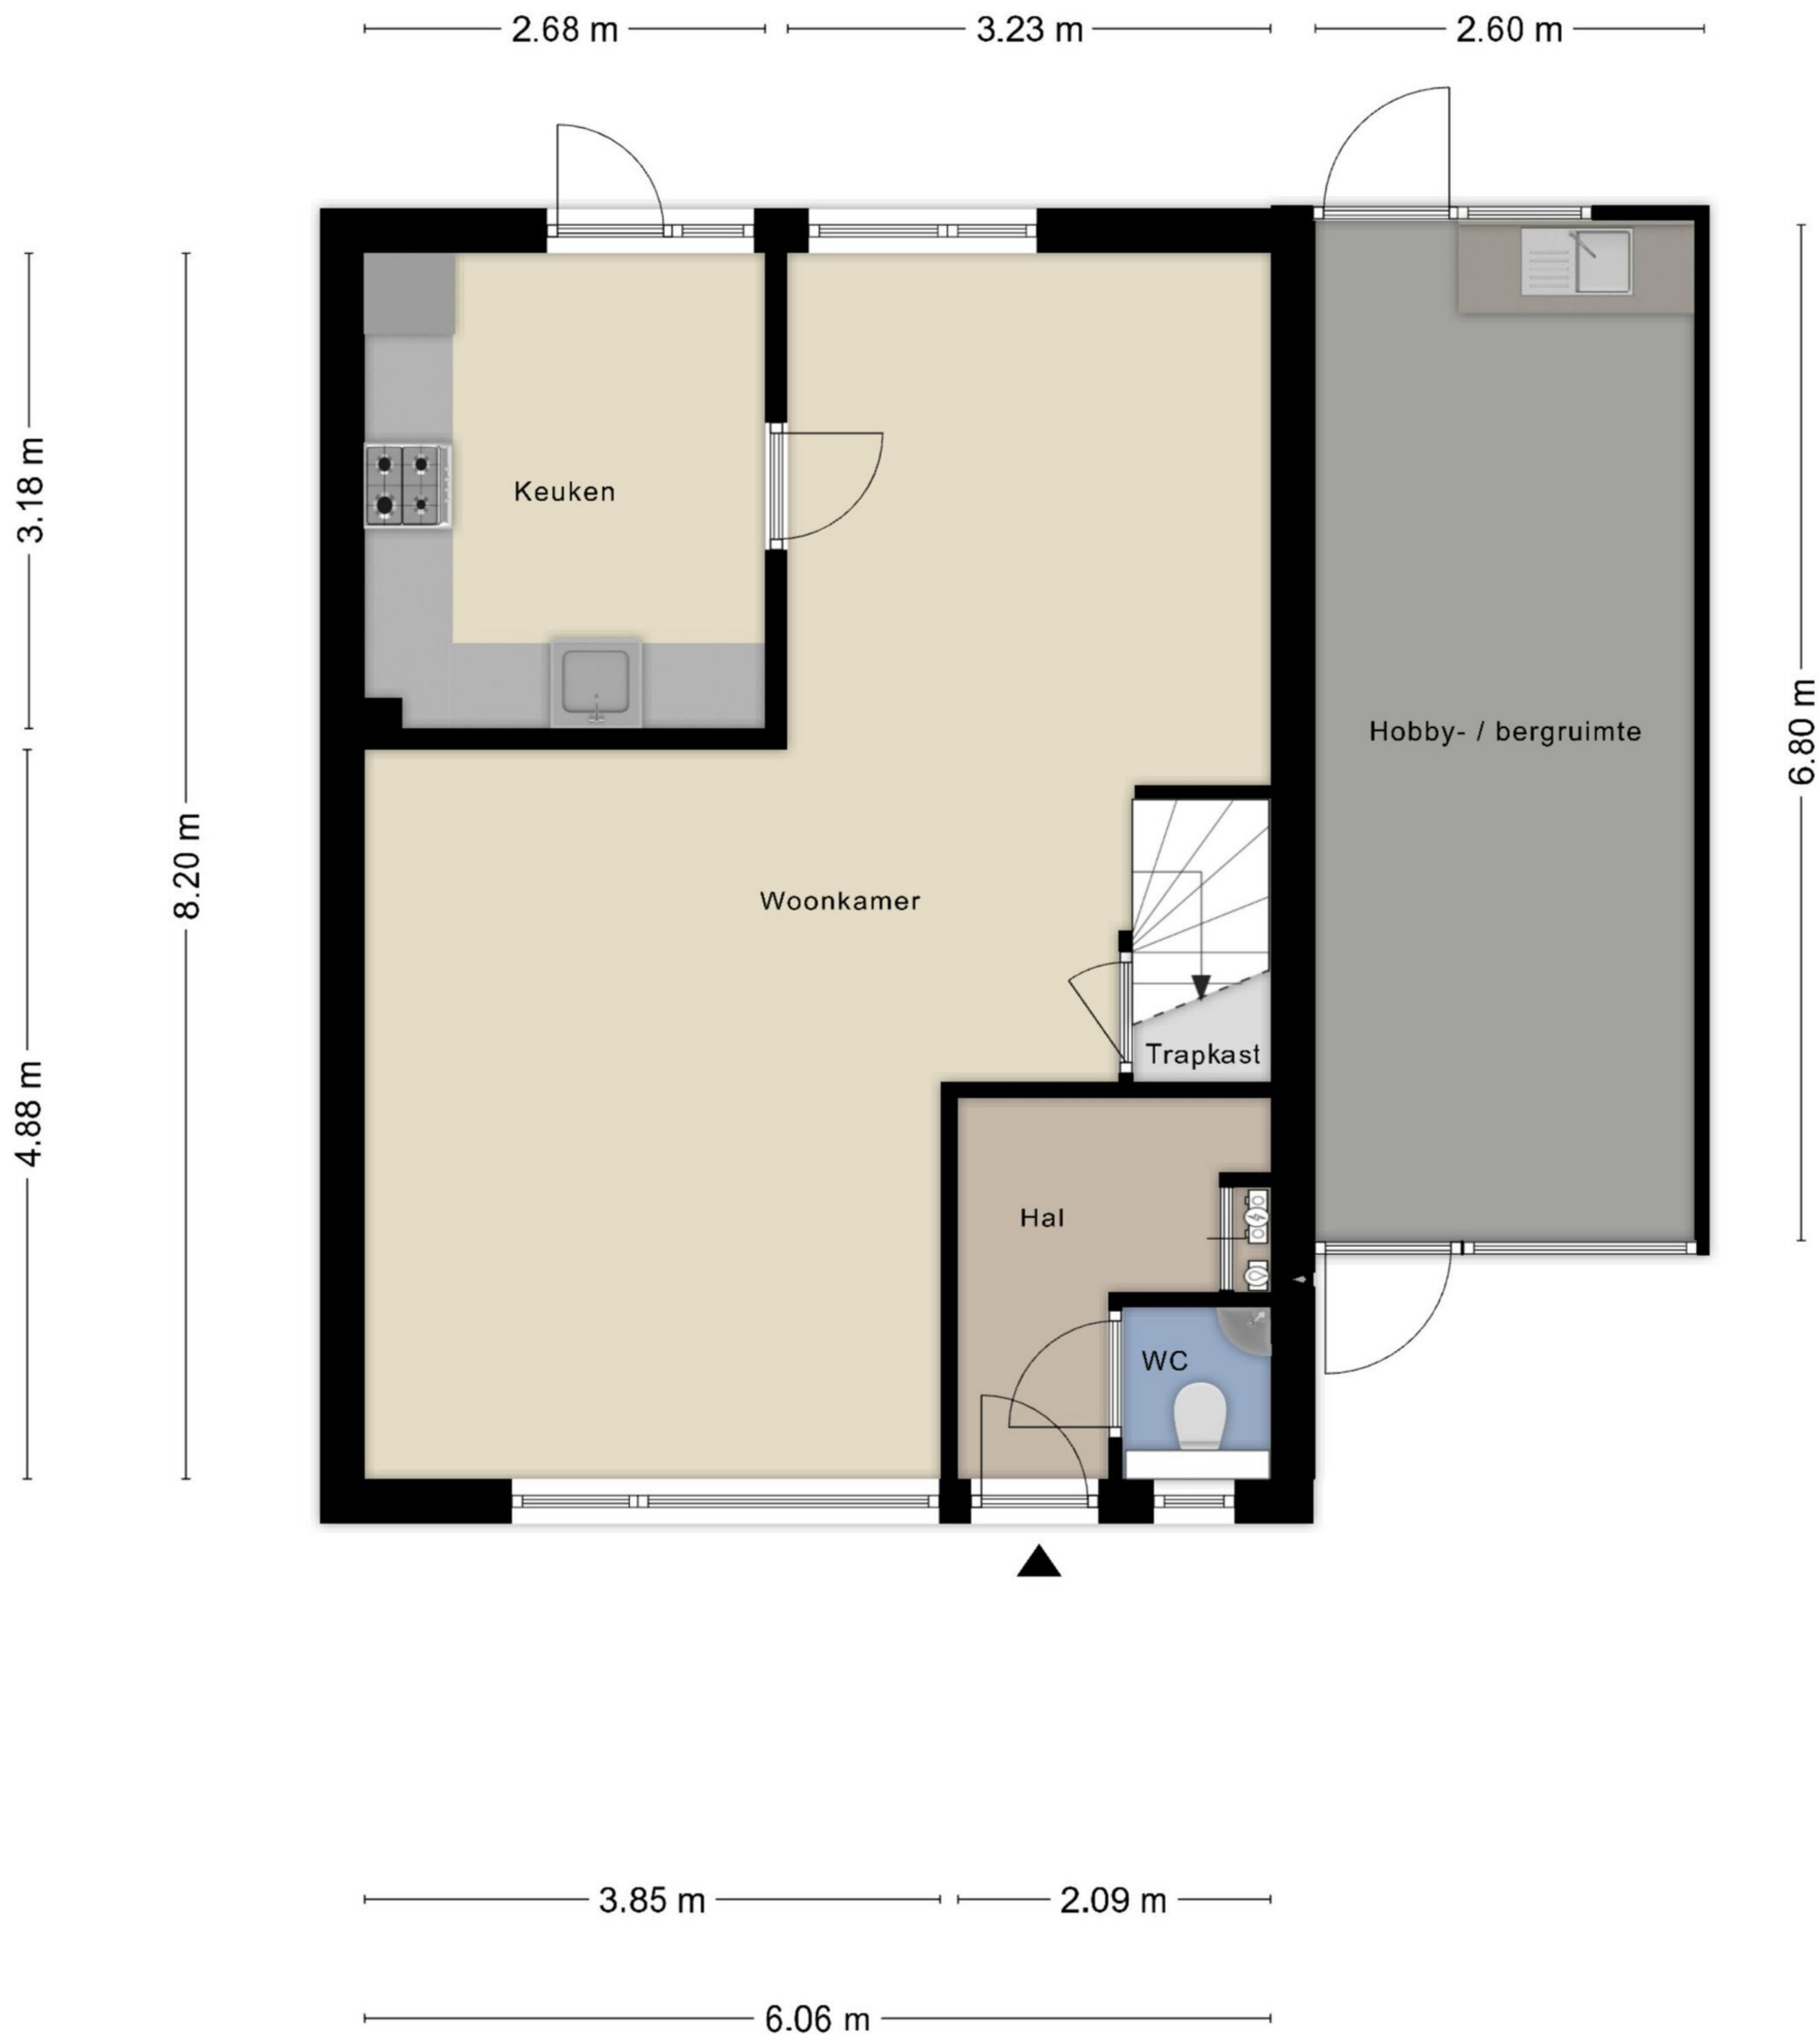 2.68 m
3.23 m
2.60 m
3.18 m
Keuken
6.80 m
Hobby- / bergruimte
8.20 m
Woonkamer
Trapkast
4.88 m
Hal
WC
3.85 m
2.09 m
6.06 m